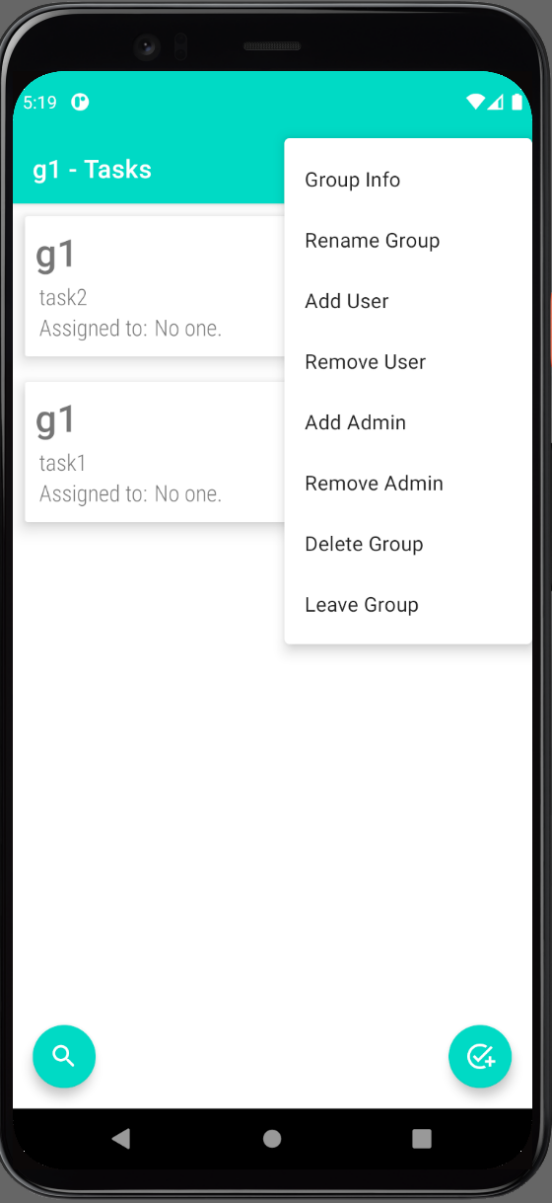 5:19
g1 - Tasks
Group Info
Rename Group
Add User
Remove User
Add Admin
Remove Admin
Delete Group
Leave Group
g1
task2
Assigned to: No one.
g1
task1
Assigned to: No one.